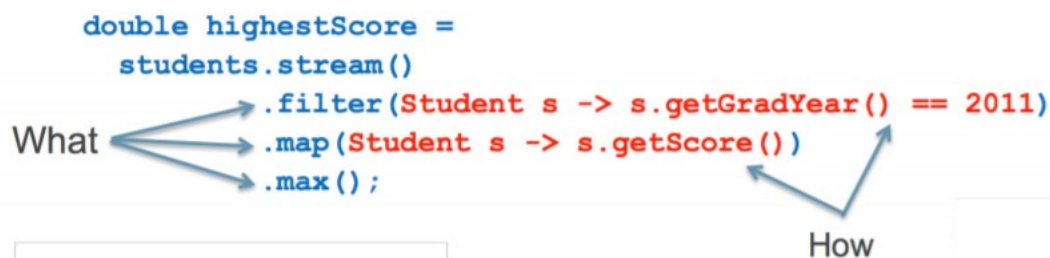 double highestScore =
students.stream()
.filter(Student s -> s.getGradYear() == 2011)
What
.map(Student s -> s.getScore())
.max();
How